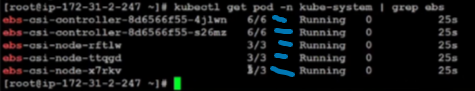 [root@ip-172-31-2-247 ~]# kubectl get pod -n kube-system | grep ebs
ebs-csi-controller-8d6566f55-4jlwn 6/6 Running 0 25s
ebs-csi-controller-8d6566f55-s26mz 6/6 Running 0 25s
ebs-csi-node-rftlw 3/3 Running 0 25s
ebs-csi-node-ttqgd 3/3 Running 0 25s
ebs-csi-node-x7rkv 3/3 Running 0 25s
[root@ip-172-31-2-247 ~]#